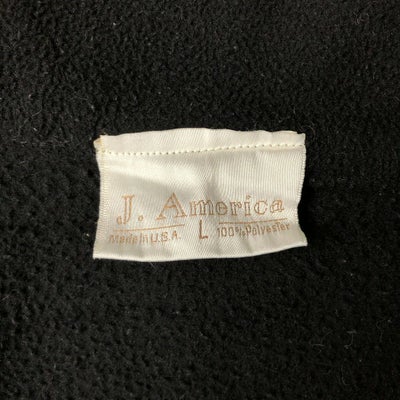 J. America
Made in U.S.A. L 100% Polyester